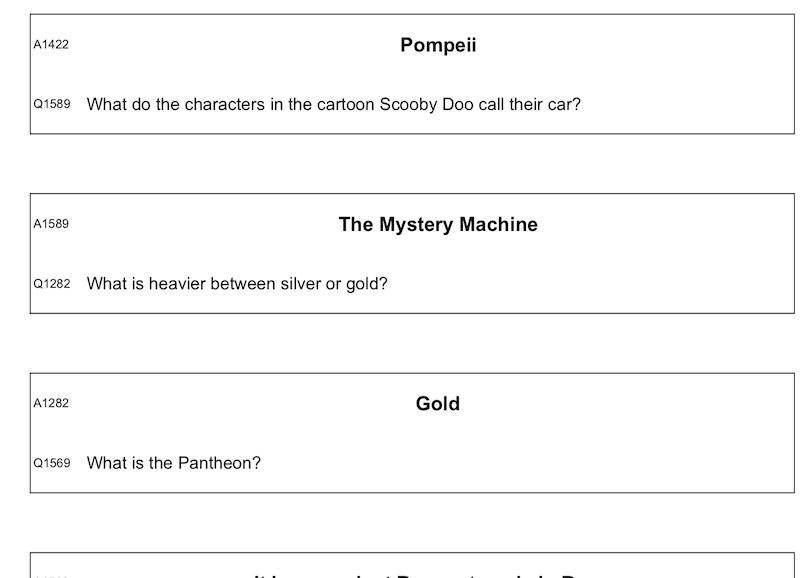 A1422 Pompeii
Q1589 What do the characters in the cartoon Scooby Doo call their car?
A1589 The Mystery Machine
Q1282 What is heavier between silver or gold?
A1282 Gold
Q1569 What is the Pantheon?